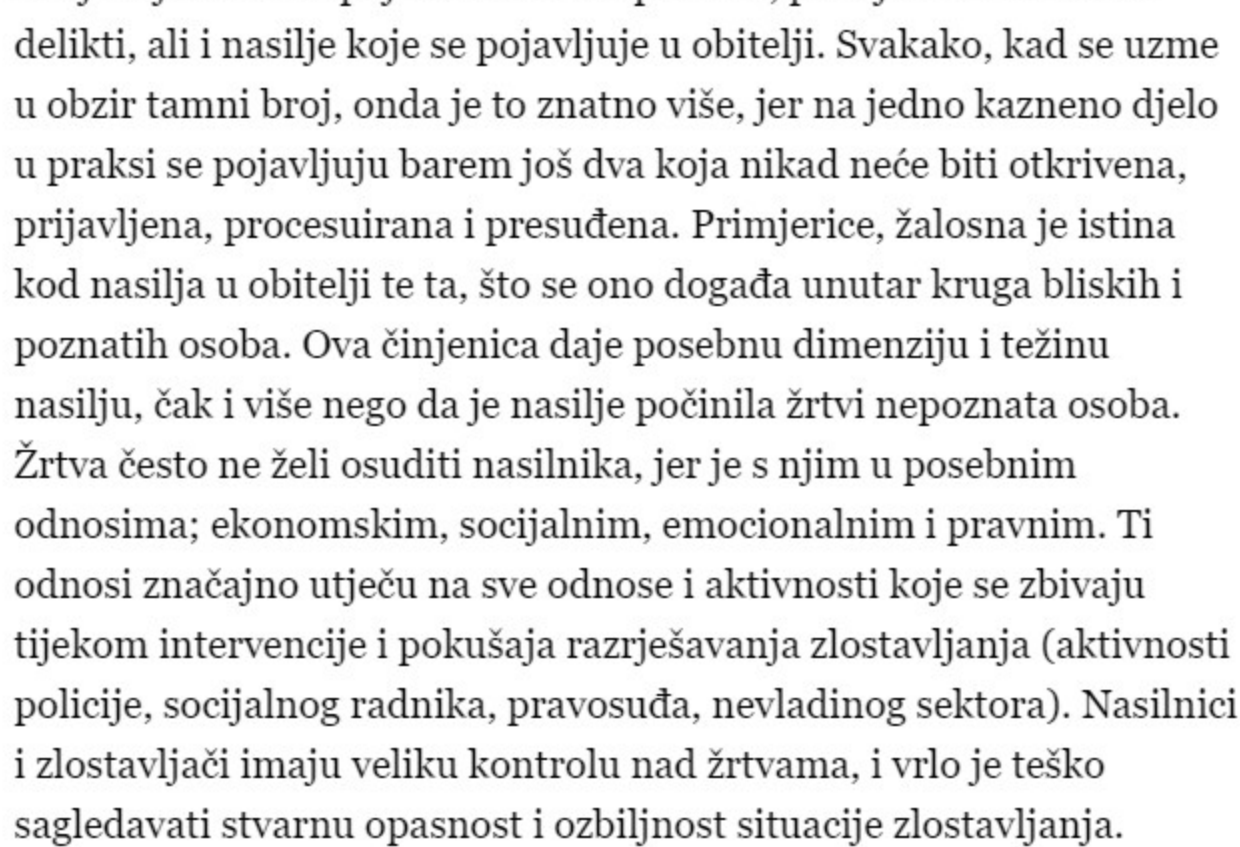 delikti, ali i nasilje koje se pojavljuje u obitelji. Svakako, kad se uzme
u obzir tamni broj, onda je to znatno više, jer na jedno kazneno djelo
u praksi se pojavljuju barem još dva koja nikad neće biti otkrivena,
prijavljena, procesuirana i presuđena. Primjerice, žalosna je istina
kod nasilja u obitelji te ta, što se ono događa unutar kruga bliskih i
poznatih osoba. Ova činjenica daje posebnu dimenziju i težinu
nasilju, čak i više nego da je nasilje počinila žrtvi nepoznata osoba.
Žrtva često ne želi osuditi nasilnika, jer je s njim u posebnim
odnosima; ekonomskim, socijalnim, emocionalnim i pravnim. Ti
odnosi značajno utječu na sve odnose i aktivnosti koje se zbivaju
tijekom intervencije i pokušaja razrješavanja zlostavljanja (aktivnosti
policije, socijalnog radnika, pravosuđa, nevladinog sektora). Nasilnici
i zlostavljači imaju veliku kontrolu nad žrtvama, i vrlo je teško
sagledavati stvarnu opasnost i ozbiljnost situacije zlostavljanja.